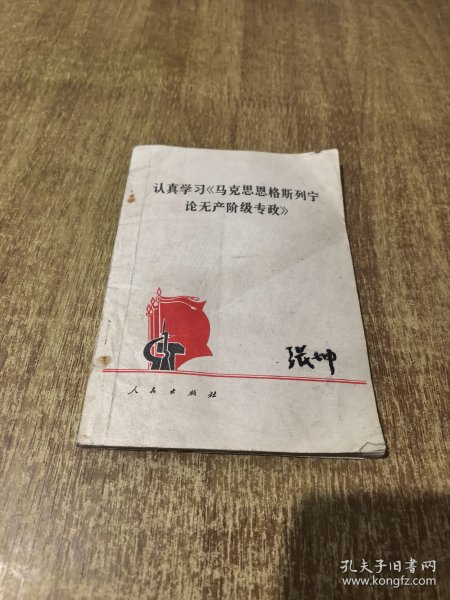 认真学习《马克思恩格斯列宁
论无产阶级专政》
张坤
人民出版社
孔夫子旧书网
www.kongfz.com